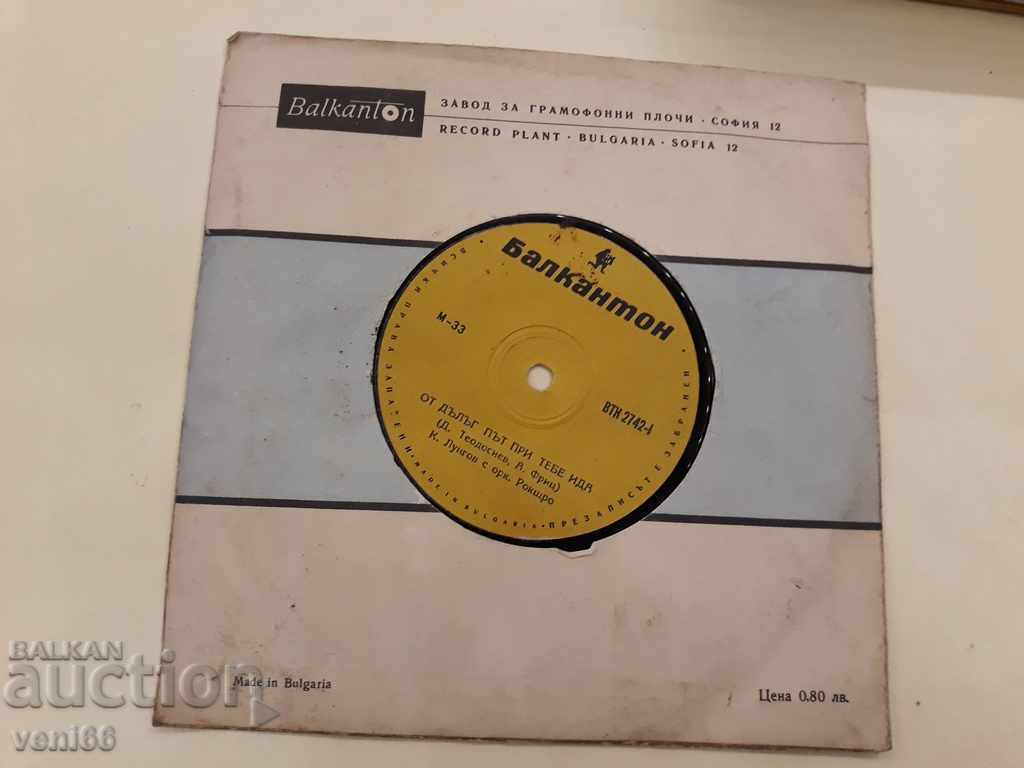 Balkanton
ЗАВОД ЗА ГРАМОФОННИ ПЛОЧИ · СОФИЯ 12
RECORD PLANT · BULGARIA · SOFIA 12
Балкантон
М-33
ВТК 2742-I
ОТ ДЪЛЪГ ПЪТ ПРИ ТЕБЕ ИДА
(Д. Теодосиев, А. Фриц)
К. Лунгов с орк. Рокшро
ВСИЧКИ ПРАВА ЗАПАЗЕНИ · MADE IN BULGARIA · ПРЕЗАПИСЪТ Е ЗАБРАНЕН ·
Made in Bulgaria
Цена 0.80 лв.
BALKAN
auction
veni66